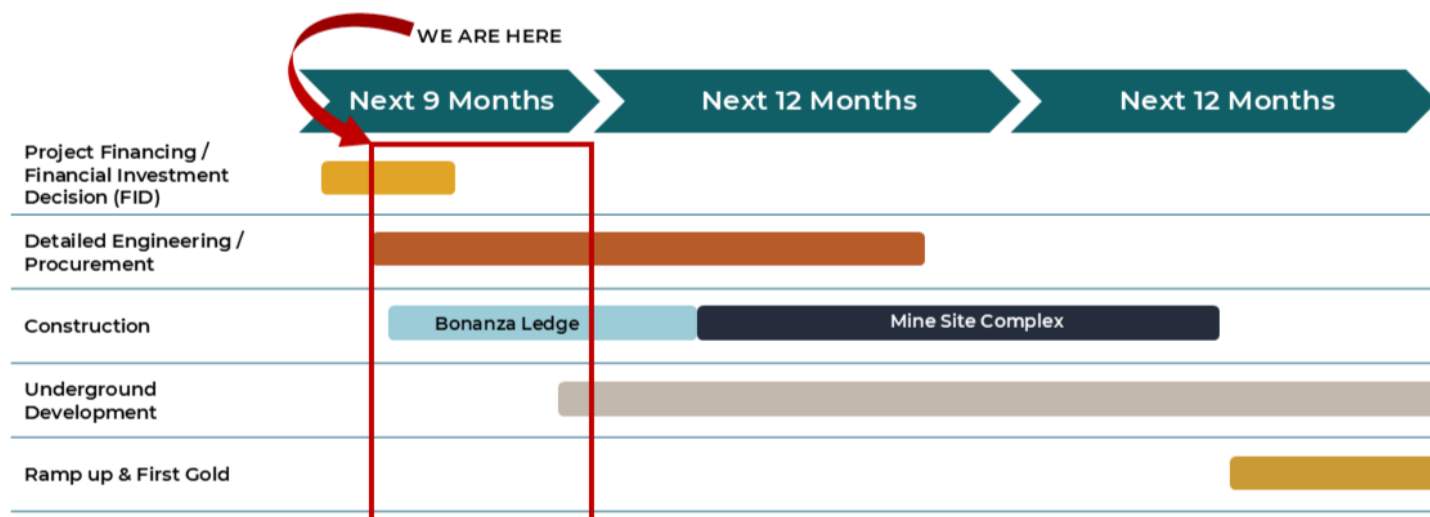 WE ARE HERE
Next 9 Months
Next 12 Months
Next 12 Months
Project Financing /
Financial Investment
Decision (FID)
Detailed Engineering /
Procurement
Construction
Bonanza Ledge
Mine Site Complex
Underground
Development
Ramp up & First Gold